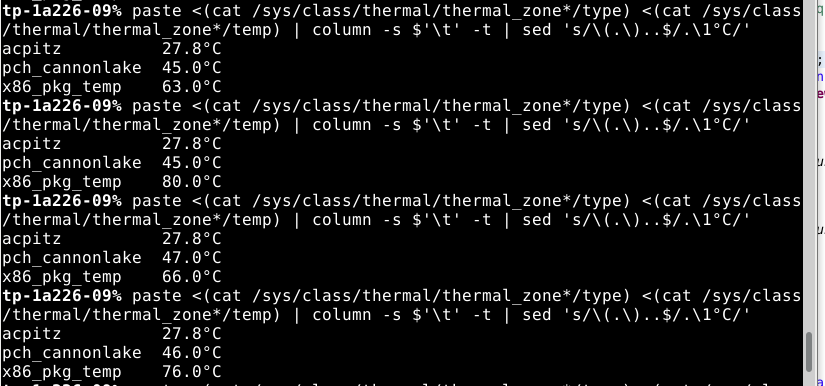 tp-1a226-09% paste <(cat /sys/class/thermal/thermal_zone*/type) <(cat /sys/class
/thermal/thermal_zone*/temp) | column -s $'\t' -t | sed 's/\(.\)..$/.\1°C/'
acpitz          27.8°C
pch_cannonlake  45.0°C
x86_pkg_temp    63.0°C
tp-1a226-09% paste <(cat /sys/class/thermal/thermal_zone*/type) <(cat /sys/class
/thermal/thermal_zone*/temp) | column -s $'\t' -t | sed 's/\(.\)..$/.\1°C/'
acpitz          27.8°C
pch_cannonlake  45.0°C
x86_pkg_temp    80.0°C
tp-1a226-09% paste <(cat /sys/class/thermal/thermal_zone*/type) <(cat /sys/class
/thermal/thermal_zone*/temp) | column -s $'\t' -t | sed 's/\(.\)..$/.\1°C/'
acpitz          27.8°C
pch_cannonlake  47.0°C
x86_pkg_temp    66.0°C
tp-1a226-09% paste <(cat /sys/class/thermal/thermal_zone*/type) <(cat /sys/class
/thermal/thermal_zone*/temp) | column -s $'\t' -t | sed 's/\(.\)..$/.\1°C/'
acpitz          27.8°C
pch_cannonlake  46.0°C
x86_pkg_temp    76.0°C